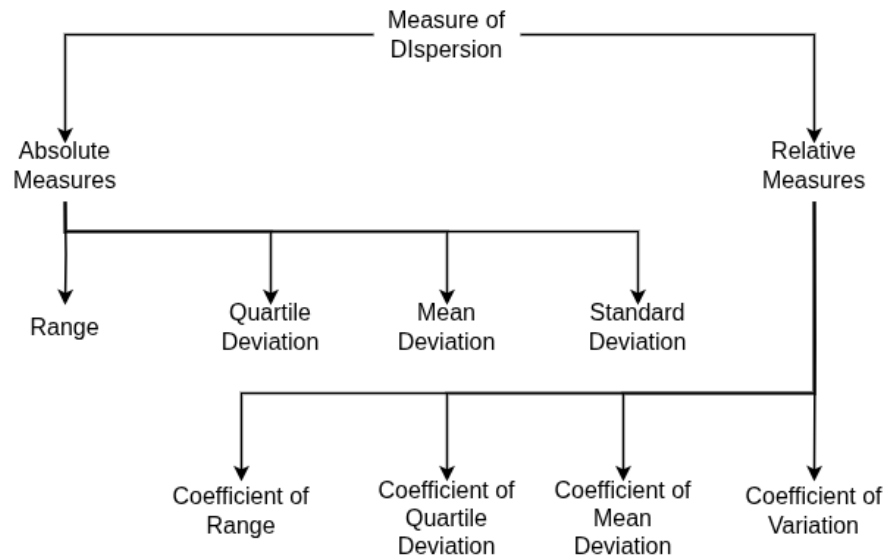 Measure of
DIspersion
Absolute
Measures
Relative
Measures
Range
Quartile
Deviation
Mean
Deviation
Standard
Deviation
Coefficient of
Range
Coefficient of
Quartile
Deviation
Coefficient of
Mean
Deviation
Coefficient of
Variation